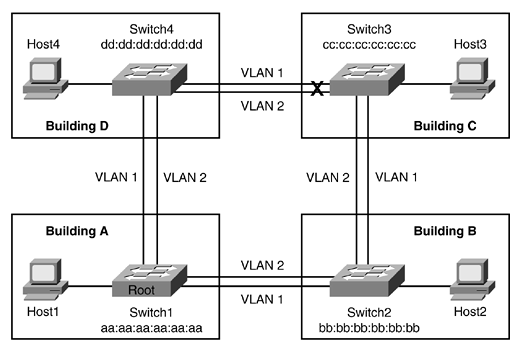 Switch4
dd:dd:dd:dd:dd:dd
Host4
Building D
VLAN 1
VLAN 2
X
Switch3
cc:cc:cc:cc:cc:cc
Host3
Building C
VLAN 1
VLAN 2
VLAN 2
VLAN 1
Building A
Host1
Root
Switch1
aa:aa:aa:aa:aa:aa
VLAN 2
VLAN 1
Building B
Switch2
bb:bb:bb:bb:bb:bb
Host2